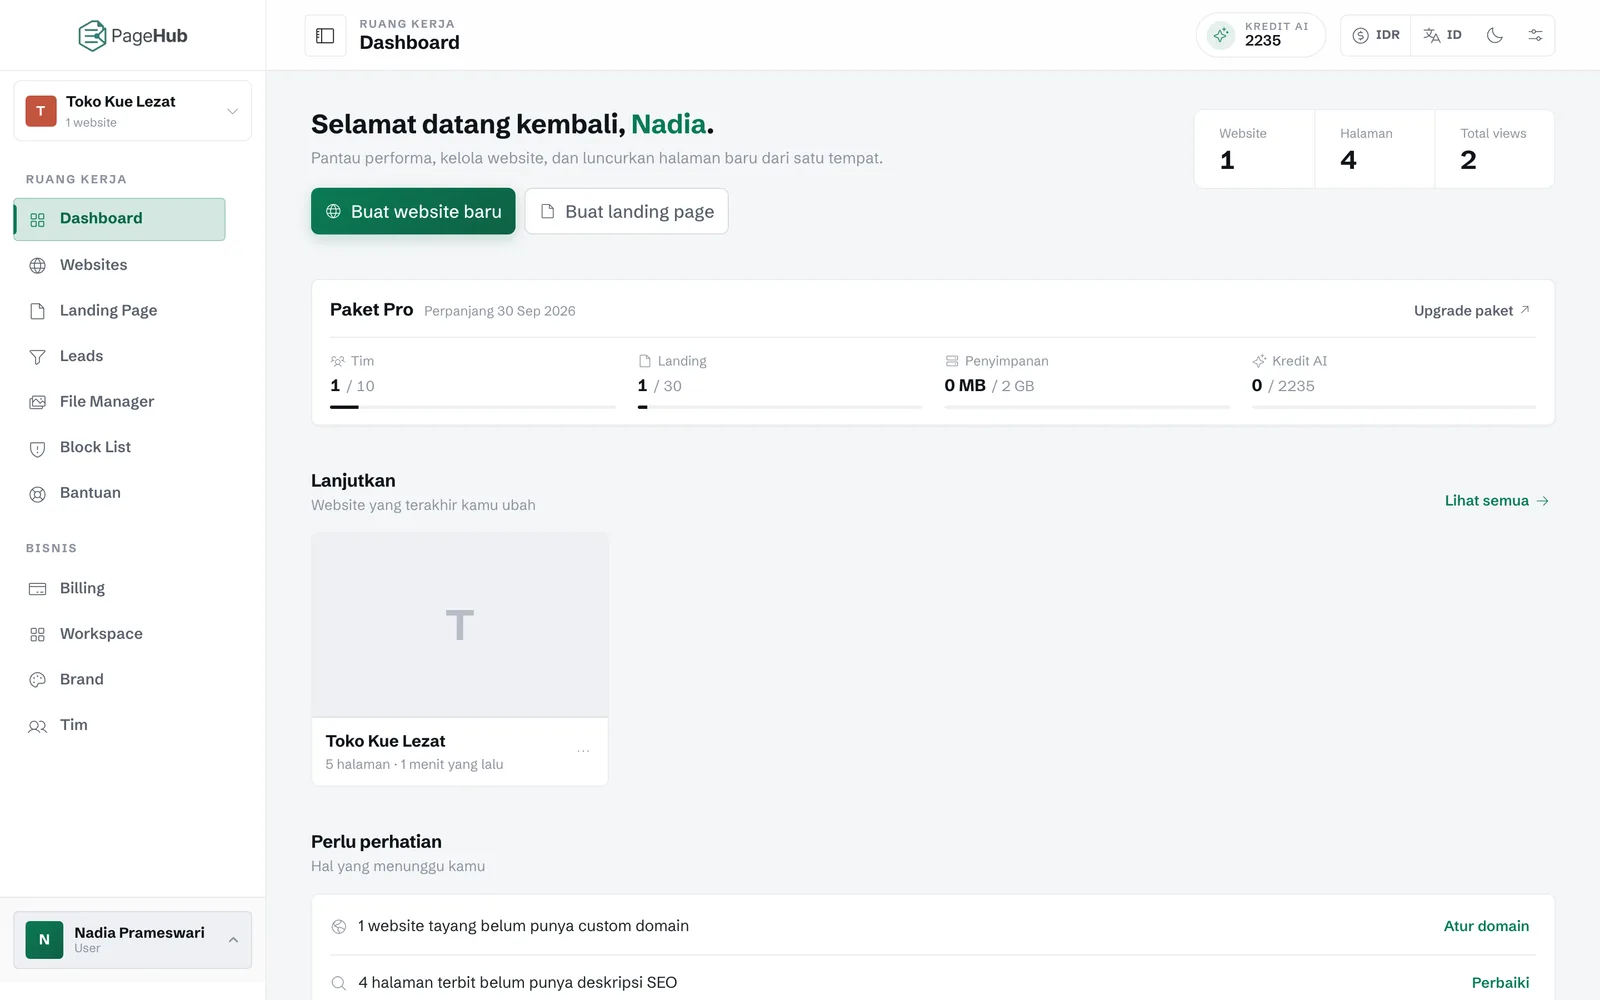 PageHub
RUANG KERJA
Dashboard
KREDIT AI
2235
IDR
ID
T
Toko Kue Lezat
1 website
RUANG KERJA
Dashboard
Websites
Landing Page
Leads
File Manager
Block List
Bantuan
BISNIS
Billing
Workspace
Brand
Tim
N
Nadia Prameswari
User
Selamat datang kembali, Nadia.
Pantau performa, kelola website, dan luncurkan halaman baru dari satu tempat.
Buat website baru
Buat landing page
Website
1
Halaman
4
Total views
2
Paket Pro Perpanjang 30 Sep 2026
Upgrade paket
Tim
1 / 10
Landing
1 / 30
Penyimpanan
0 MB / 2 GB
Kredit AI
0 / 2235
Lanjutkan
Website yang terakhir kamu ubah
Lihat semua
T
Toko Kue Lezat
5 halaman · 1 menit yang lalu
Perlu perhatian
Hal yang menunggu kamu
1 website tayang belum punya custom domain
Atur domain
4 halaman terbit belum punya deskripsi SEO
Perbaiki